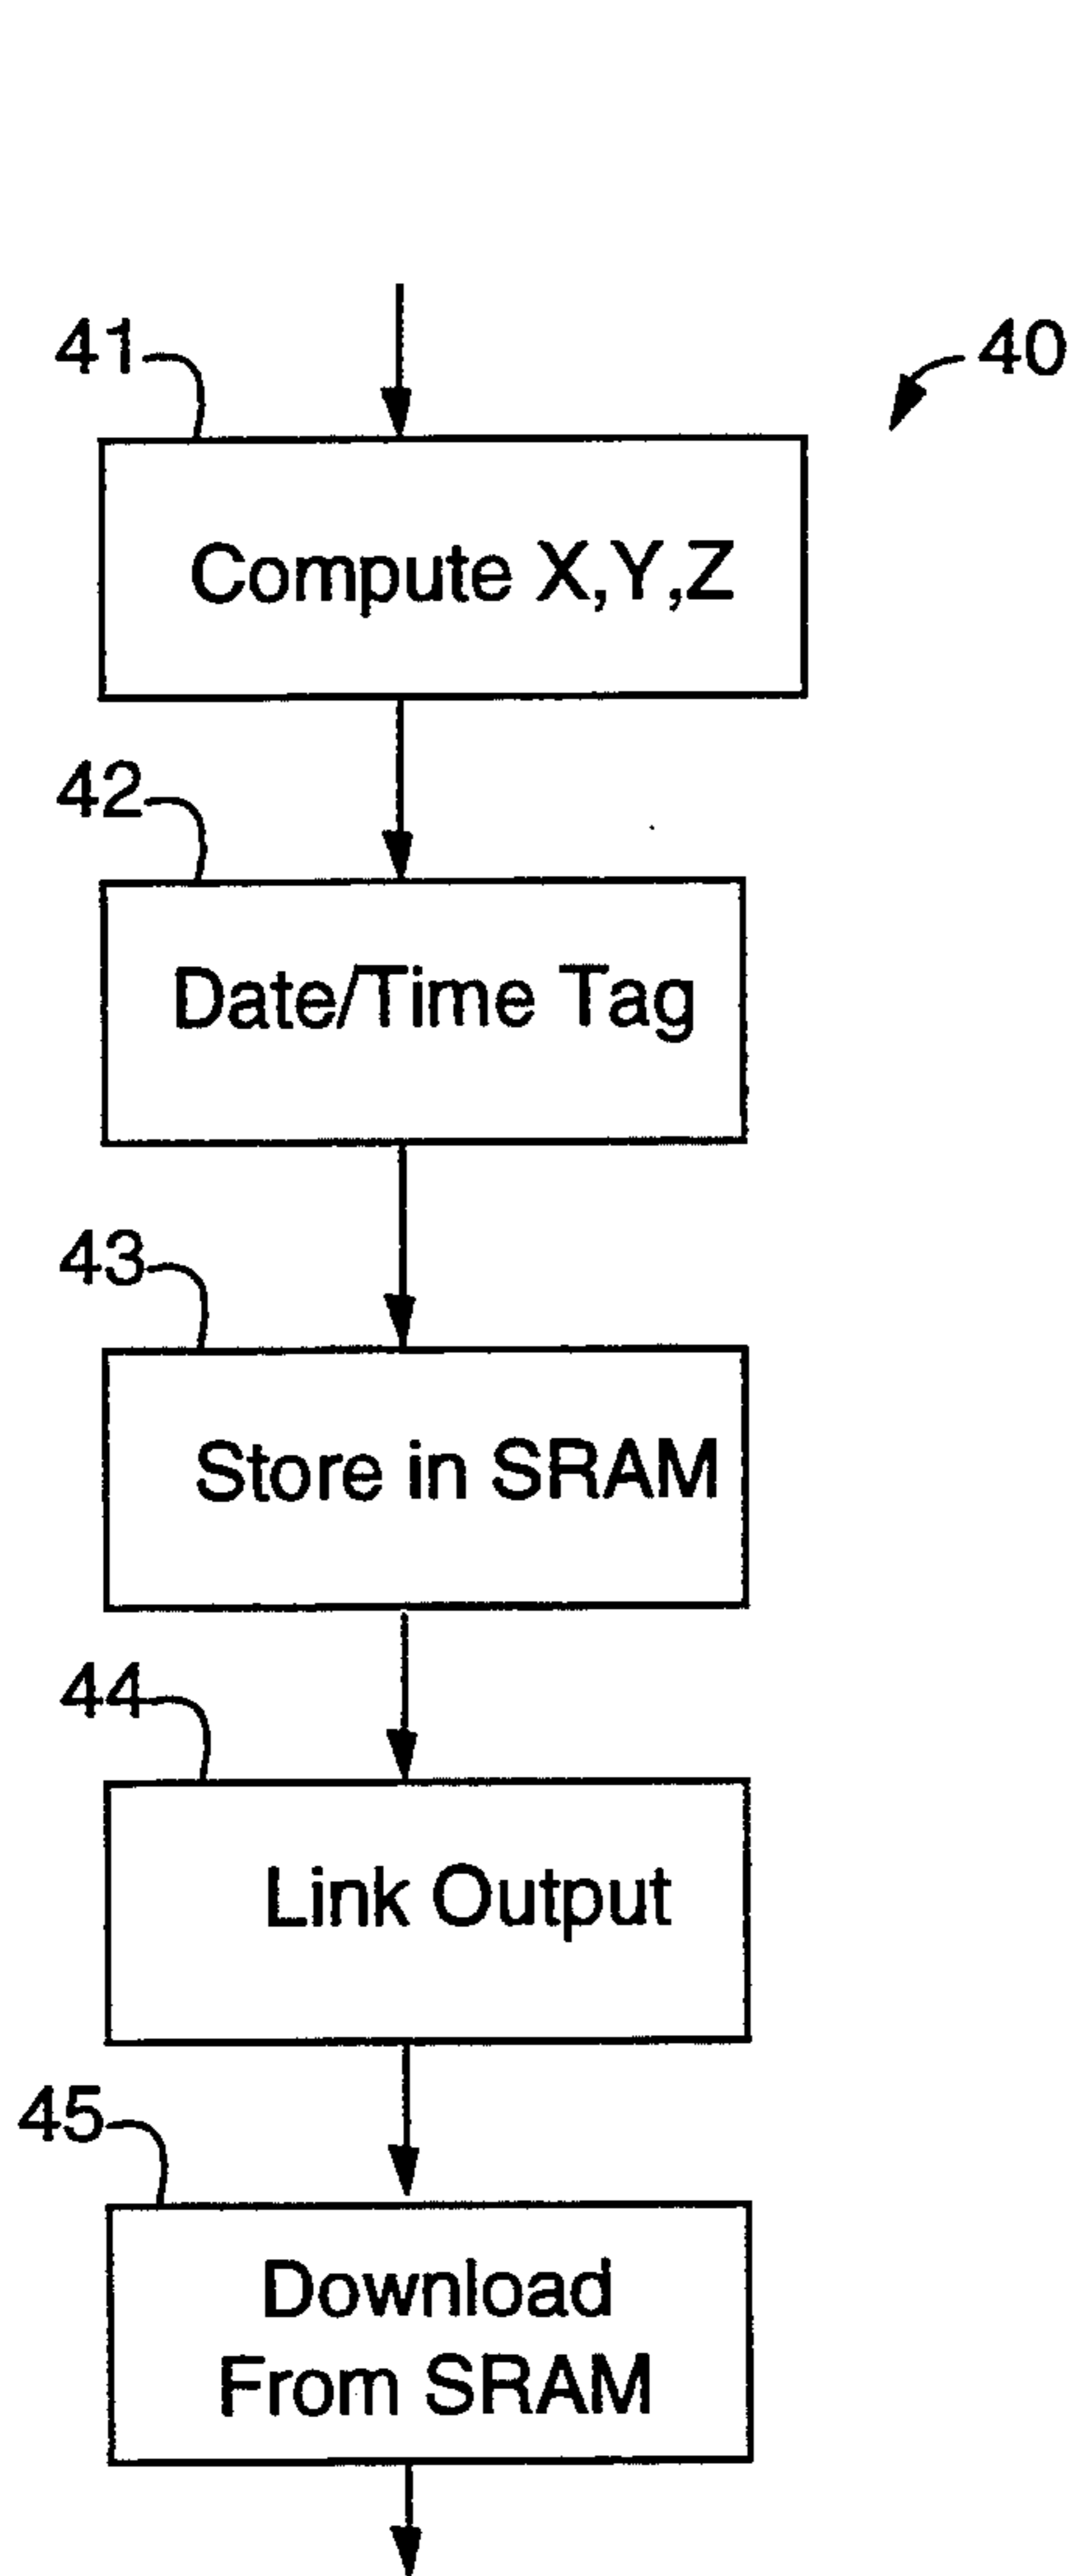 41
40
Compute X,Y,Z
42
Date/Time Tag
43
Store in SRAM
44
Link Output
45
Download
From SRAM